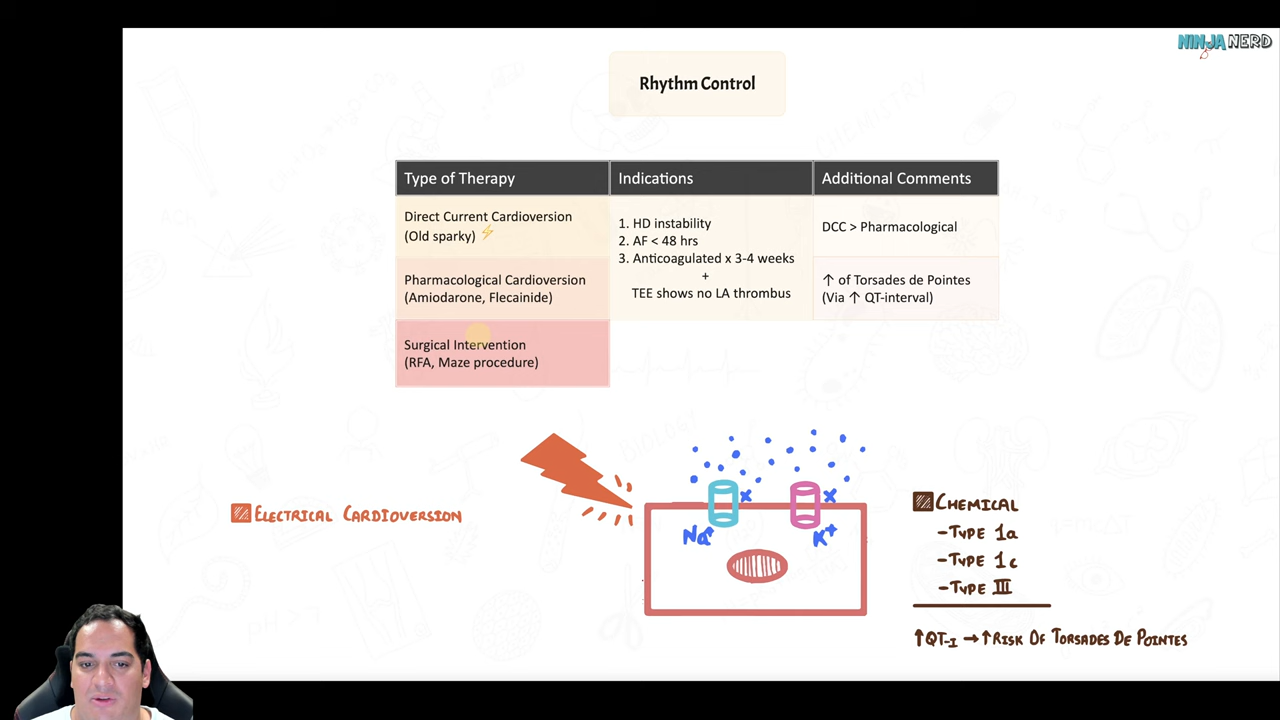 NINJA NERD
Rhythm Control
Type of Therapy
Indications
Additional Comments
Direct Current Cardioversion
(Old sparky)
1. HD instability
2. AF < 48 hrs
3. Anticoagulated x 3-4 weeks
+
TEE shows no LA thrombus
DCC > Pharmacological
Pharmacological Cardioversion
(Amiodarone, Flecainide)
↑ of Torsades de Pointes
(Via ↑ QT-interval)
Surgical Intervention
(RFA, Maze procedure)
ELECTRICAL CARDIOVERSION
x
x
Na+
K+
CHEMICAL
-TYPE 1a
-TYPE 1c
-TYPE III
↑QT-I → ↑RISK OF TORSADES DE POINTES